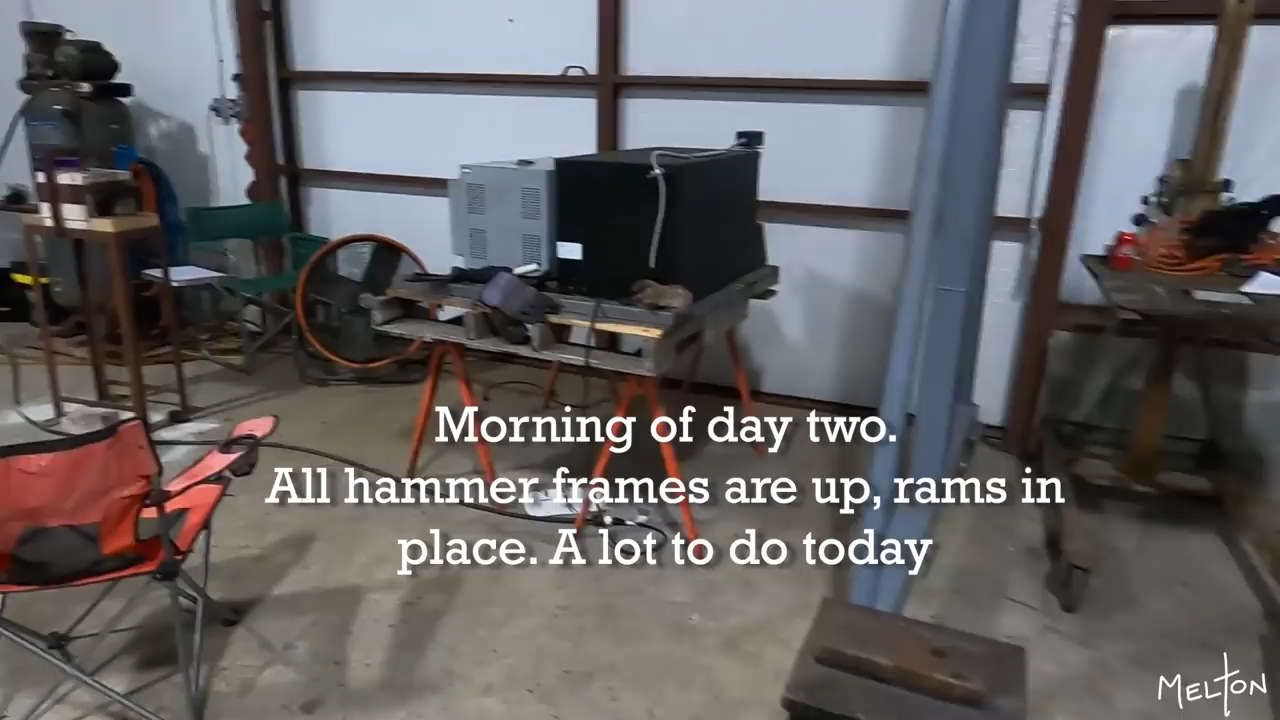 Morning of day two.
All hammer frames are up, rams in
place. A lot to do today
MELTON